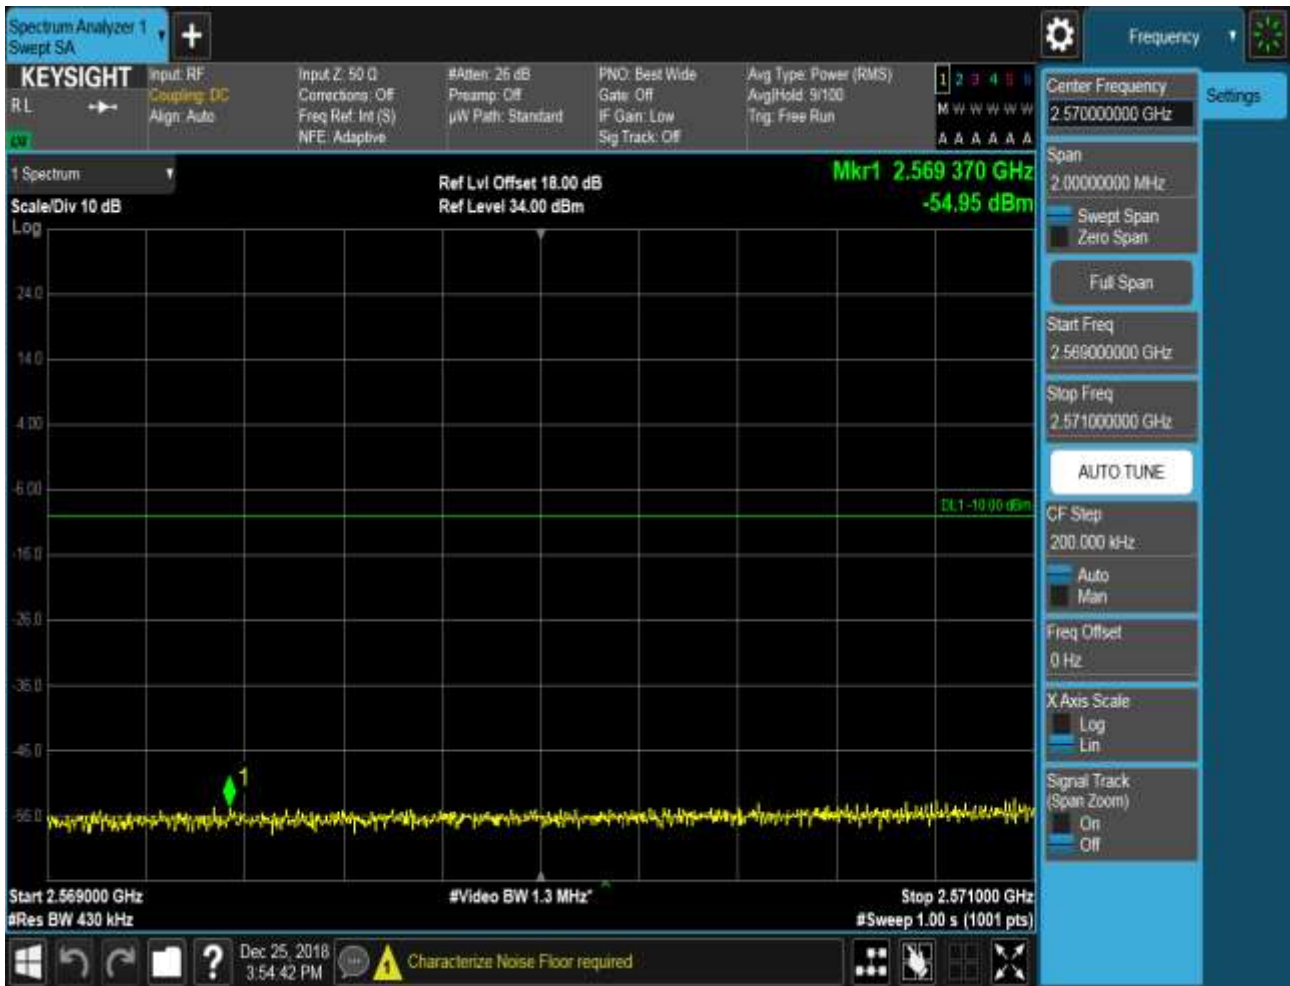 Spectrum Analyzer 1
Swept SA
+
Frequency
KEYSIGHT
R L
Input: RF
Coupling: DC
Align: Auto
Input Z: 50 Ω
Corrections: Off
Freq Ref: Int (S)
NFE: Adaptive
#Atten: 26 dB
Preamp: Off
µW Path: Standard
PNO: Best Wide
Gate: Off
IF Gain: Low
Sig Track: Off
Avg Type: Power (RMS)
Avg|Hold: 9/100
Trig: Free Run
1 2 3 4 5 6
M W W W W W
A A A A A A
1 Spectrum
Scale/Div 10 dB
Log
Ref Lvl Offset 18.00 dB
Ref Level 34.00 dBm
Mkr1 2.569 370 GHz
-54.95 dBm
24.0
14.0
4.00
-6.00
DL1 -10.00 dBm
-16.0
-26.0
-36.0
-46.0
1
-56.0
Start 2.569000 GHz
#Video BW 1.3 MHz*
Stop 2.571000 GHz
#Res BW 430 kHz
#Sweep 1.00 s (1001 pts)
Center Frequency
2.570000000 GHz
Settings
Span
2.00000000 MHz
Swept Span
Zero Span
Full Span
Start Freq
2.569000000 GHz
Stop Freq
2.571000000 GHz
AUTO TUNE
CF Step
200.000 kHz
Auto
Man
Freq Offset
0 Hz
X Axis Scale
Log
Lin
Signal Track
(Span Zoom)
On
Off
?
Dec 25, 2018
3:54:42 PM
1
Characterize Noise Floor required